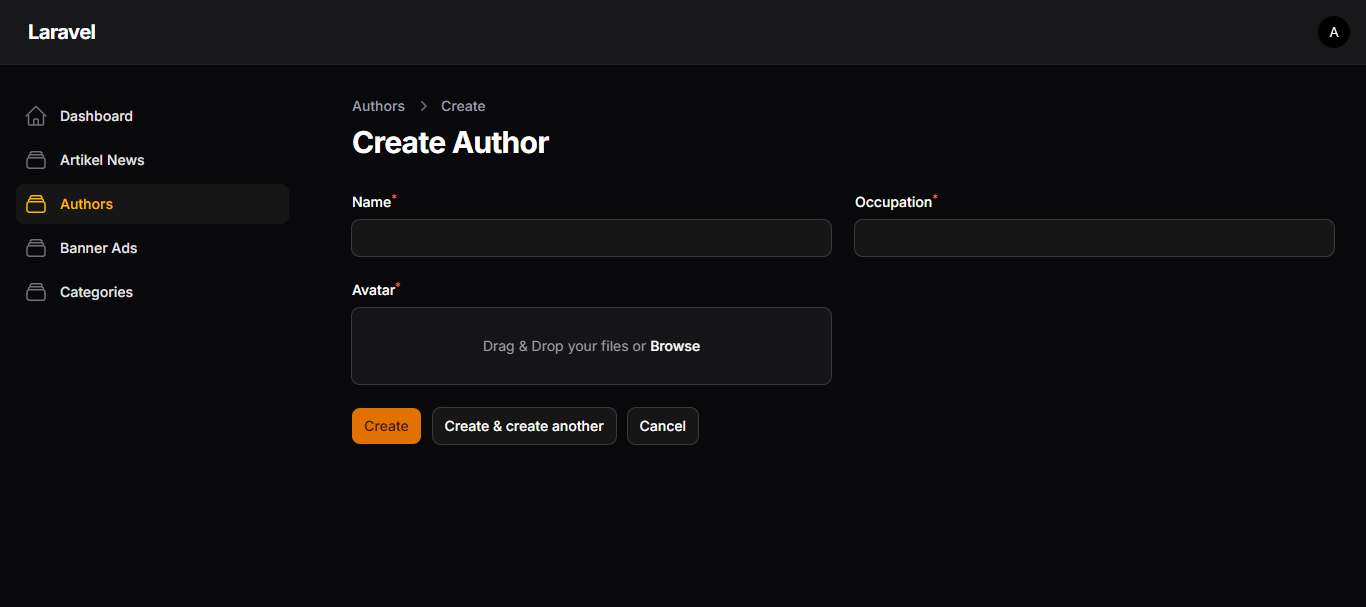 Laravel
A
Dashboard
Artikel News
Authors
Banner Ads
Categories
Authors > Create
Create Author
Name*
Occupation*
Avatar*
Drag & Drop your files or Browse
Create
Create & create another
Cancel